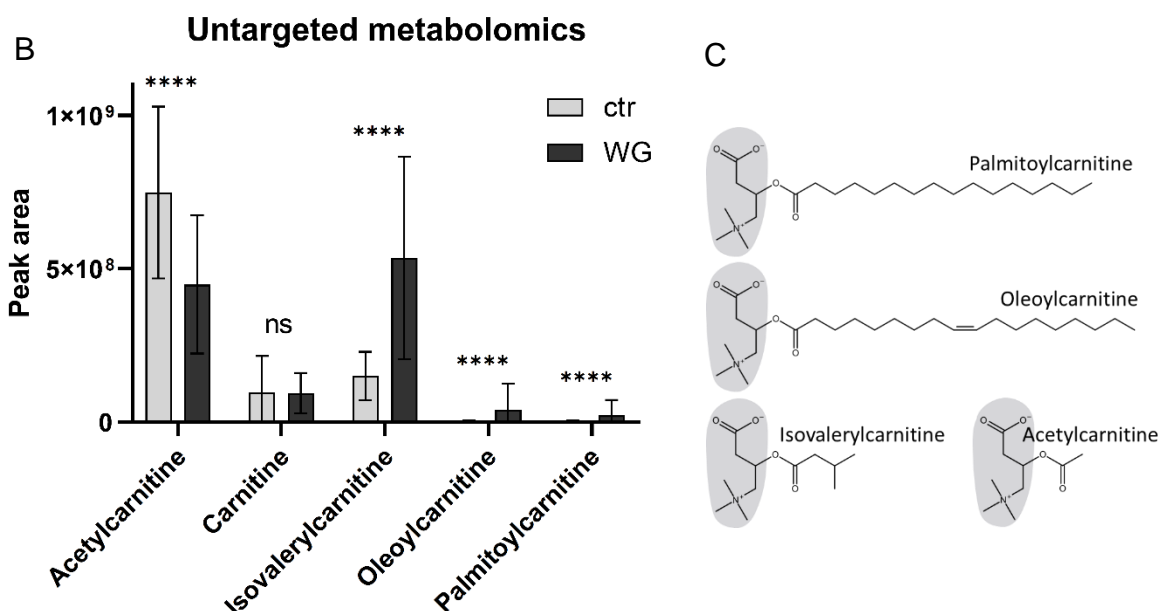 Untargeted metabolomics
B
C
Peak area
1×10⁹
5×10⁸
0
****
ns
****
****
****
ctr
WG
Acetylcarnitine
Carnitine
Isovalerylcarnitine
Oleoylcarnitine
Palmitoylcarnitine
Palmitoylcarnitine
O
O⁻
O
O
N⁺
Oleoylcarnitine
O
O⁻
O
O
N⁺
Isovalerylcarnitine
O
O⁻
O
O
N⁺
Acetylcarnitine
O
O⁻
O
O
N⁺